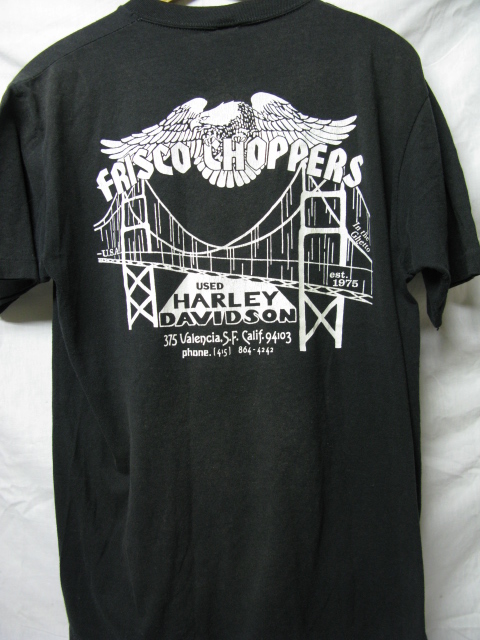 FRISCO CHOPPERS
In the
Ghetto
U.S.A.
est.
1975
USED
HARLEY
DAVIDSON
375 Valencia, S.F. Calif. 94103
phone. (415) 864-4242